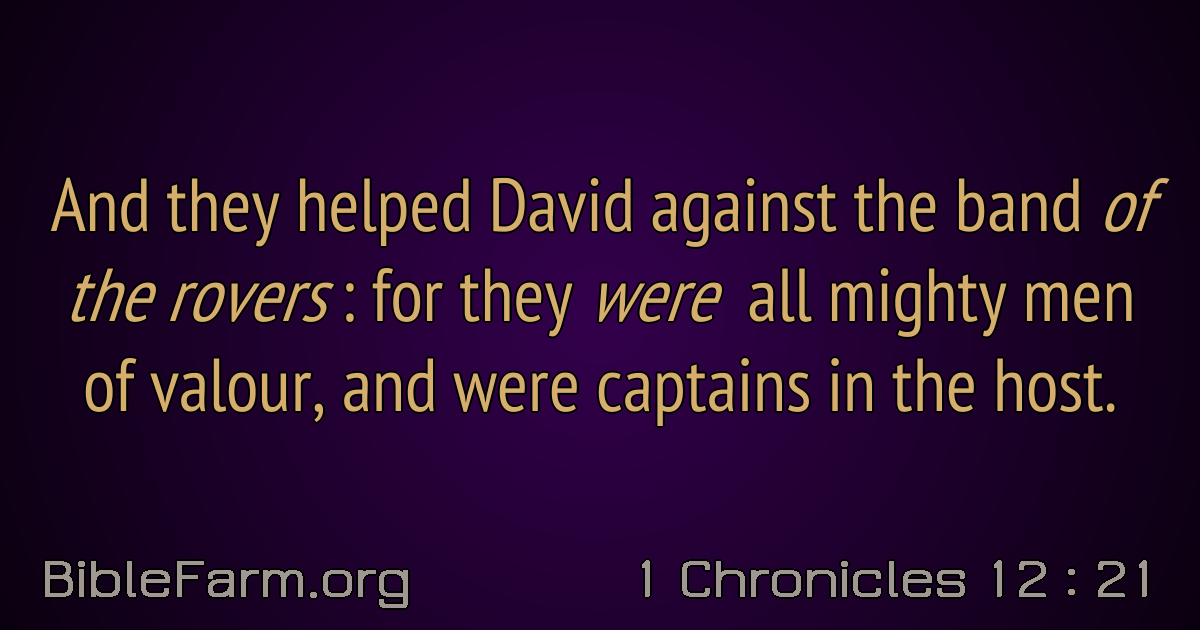 And they helped David against the band of
the rovers : for they were all mighty men
of valour, and were captains in the host.
BibleFarm.org
1 Chronicles 12 : 21